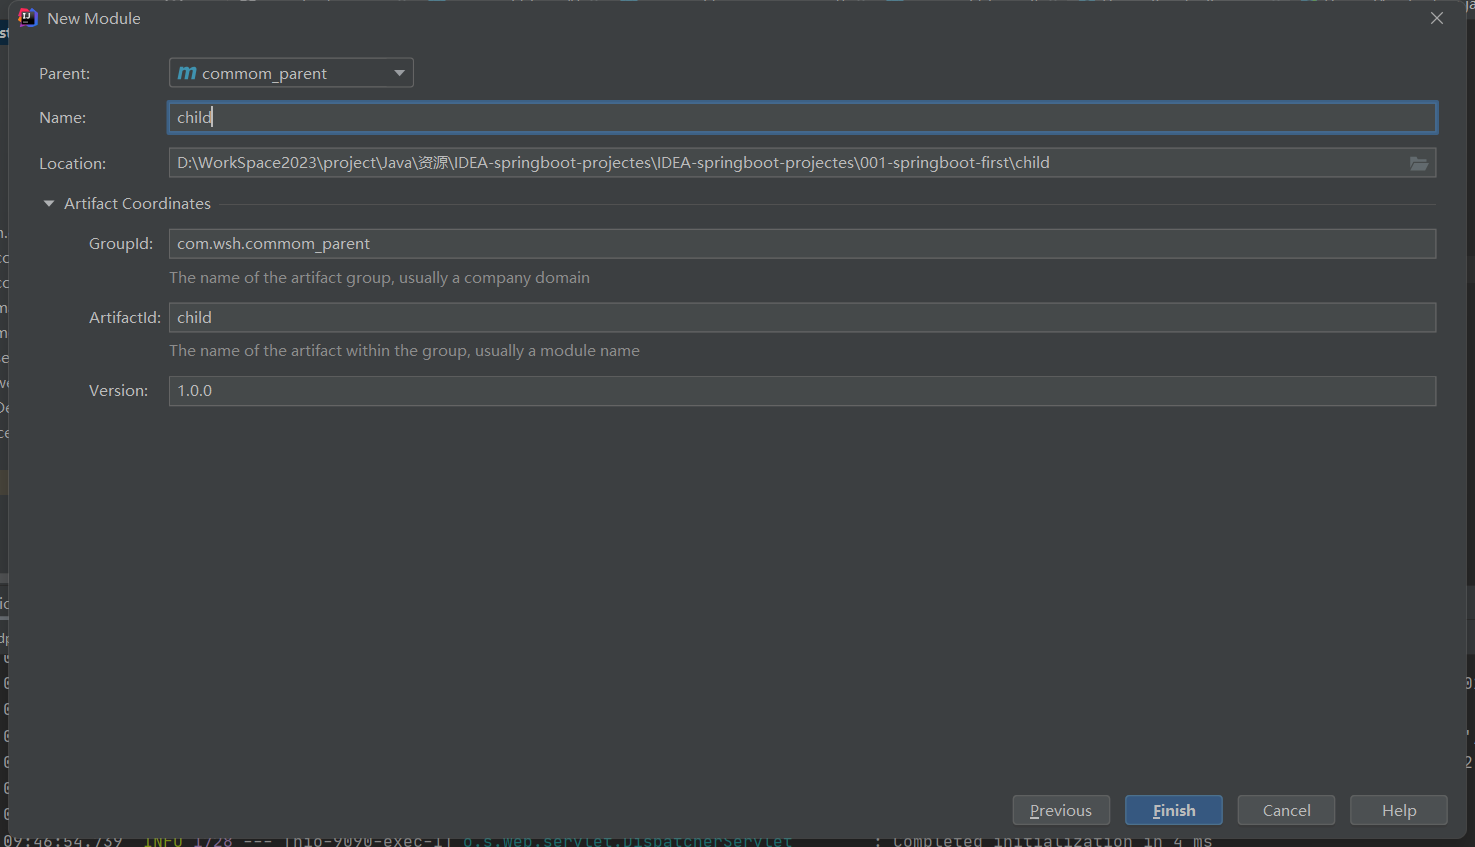 New Module
Parent: m commom_parent
Name: child
Location: D:\WorkSpace2023\project\Java\资源\IDEA-springboot-projectes\IDEA-springboot-projectes\001-springboot-first\child
Artifact Coordinates
GroupId: com.wsh.commom_parent
The name of the artifact group, usually a company domain
ArtifactId: child
The name of the artifact within the group, usually a module name
Version: 1.0.0
Previous Finish Cancel Help
09:46:54.739 INFO 1728 --- [nio-9090-exec-1] o.s.web.servlet.DispatcherServlet : Completed initialization in 4 ms